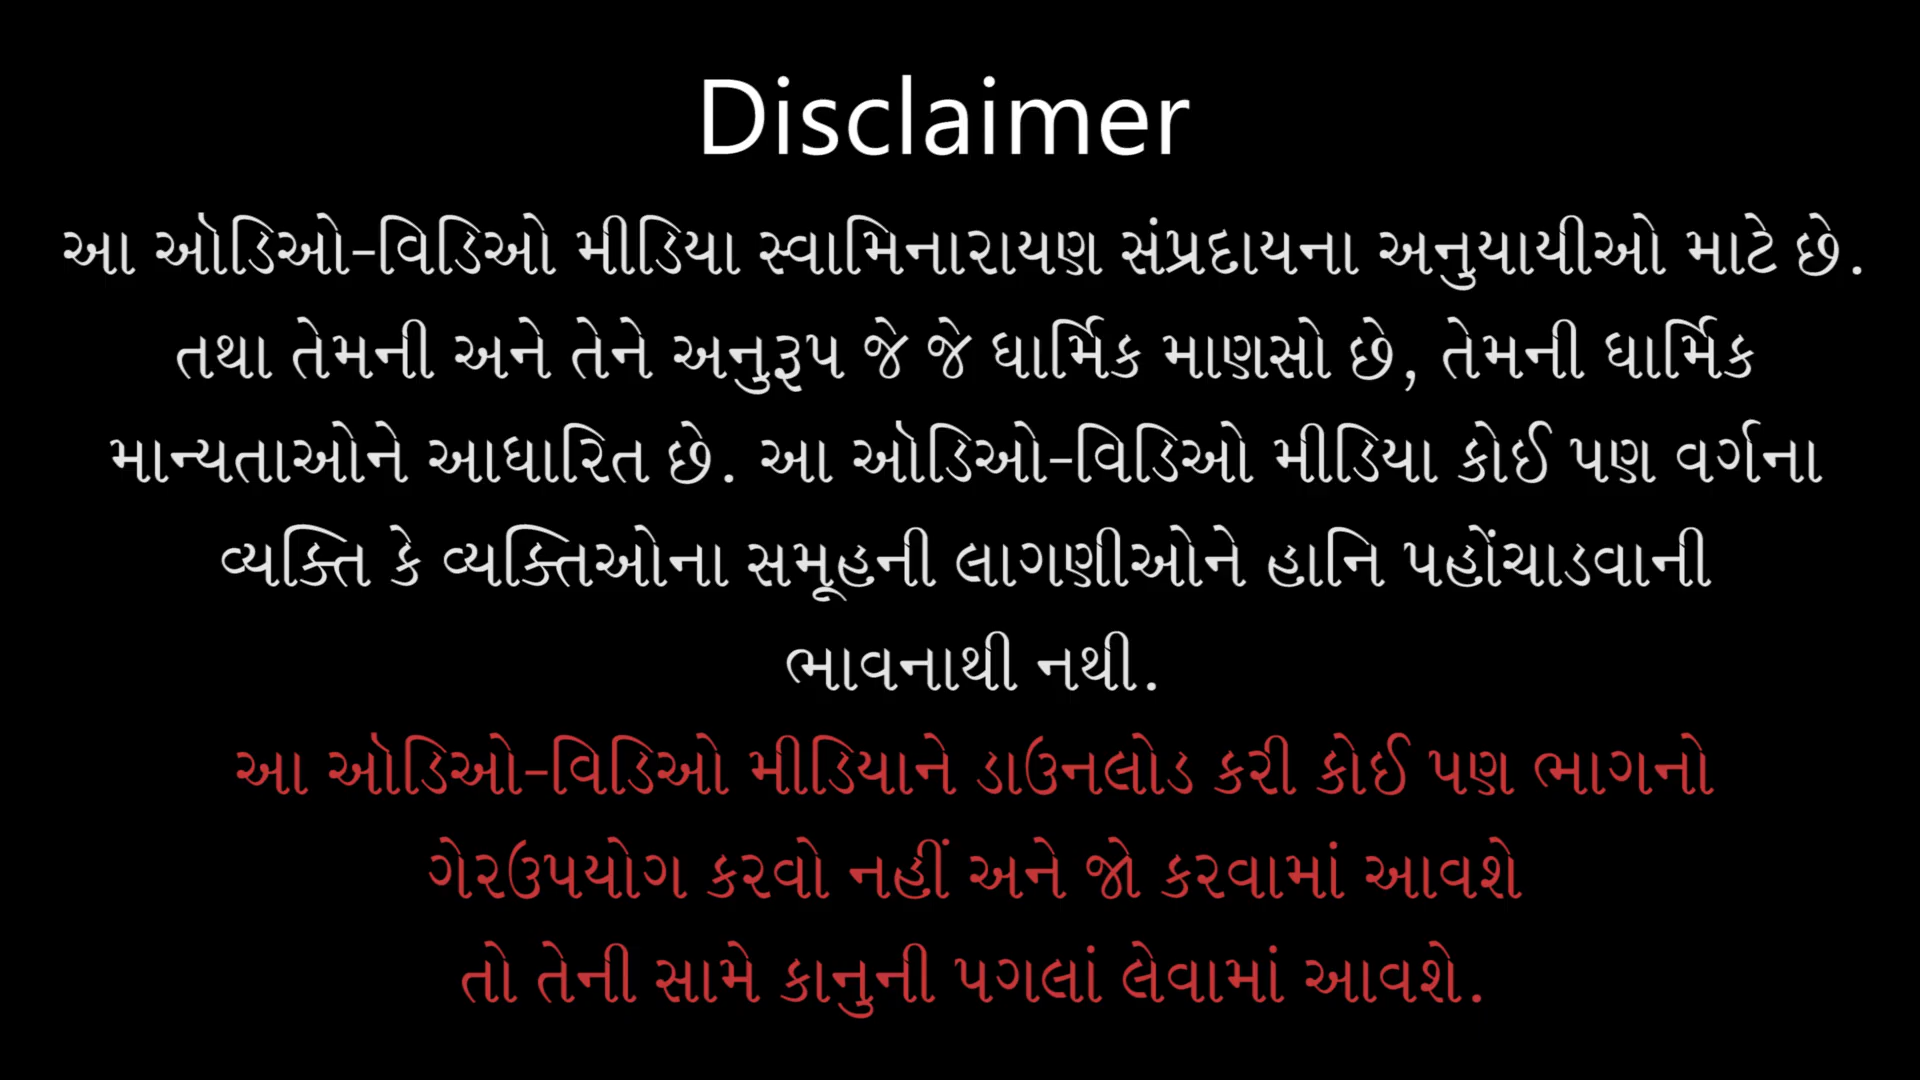 Disclaimer
આ ઑડિઓ-વિડિઓ મીડિયા સ્વામિનારાયણ સંપ્રદાયના અનુયાયીઓ માટે છે.
તથા તેમની અને તેને અનુરૂપ જે જે ધાર્મિક માણસો છે, તેમની ધાર્મિક
માન્યતાઓને આધારિત છે. આ ઑડિઓ-વિડિઓ મીડિયા કોઈ પણ વર્ગના
વ્યક્તિ કે વ્યક્તિઓના સમૂહની લાગણીઓને હાનિ પહોંચાડવાની
ભાવનાથી નથી.
આ ઑડિઓ-વિડિઓ મીડિયાને ડાઉનલોડ કરી કોઈ પણ ભાગનો
ગેરઉપયોગ કરવો નહીં અને જો કરવામાં આવશે
તો તેની સામે કાનુની પગલાં લેવામાં આવશે.